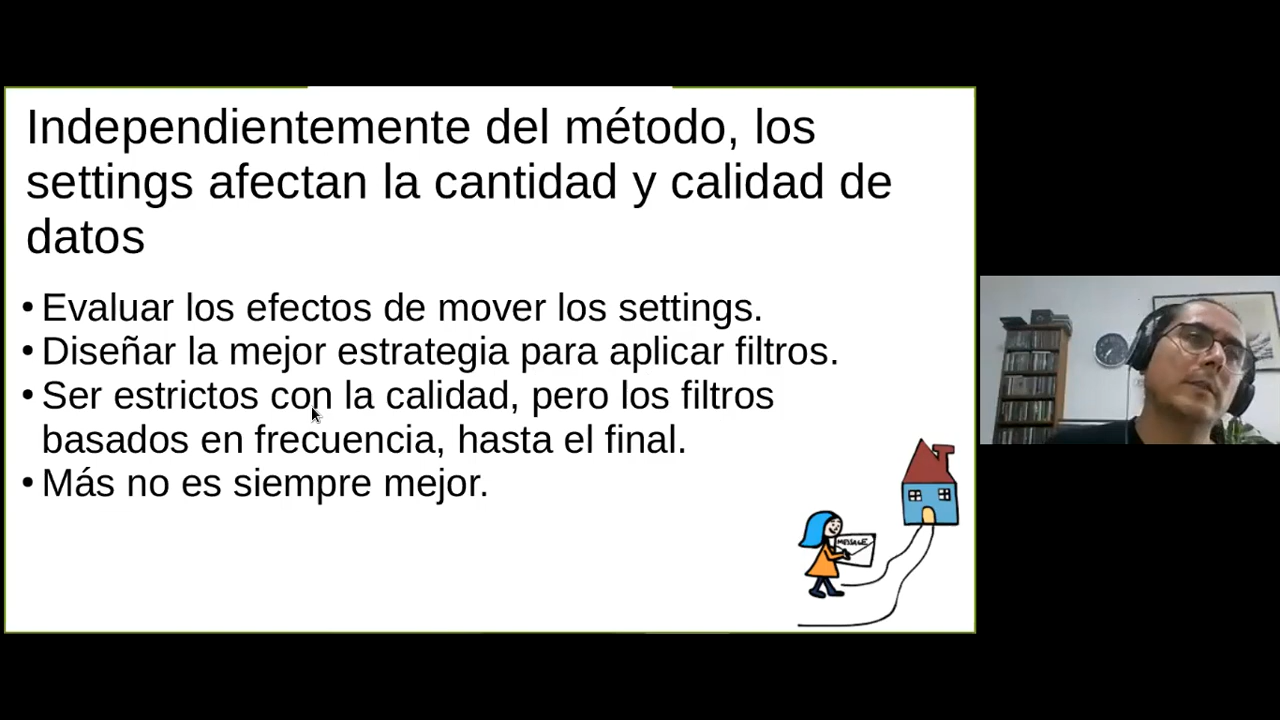 Independientemente del método, los
settings afectan la cantidad y calidad de
datos
• Evaluar los efectos de mover los settings.
• Diseñar la mejor estrategia para aplicar filtros.
• Ser estrictos con la calidad, pero los filtros
basados en frecuencia, hasta el final.
• Más no es siempre mejor.
MESSAGE